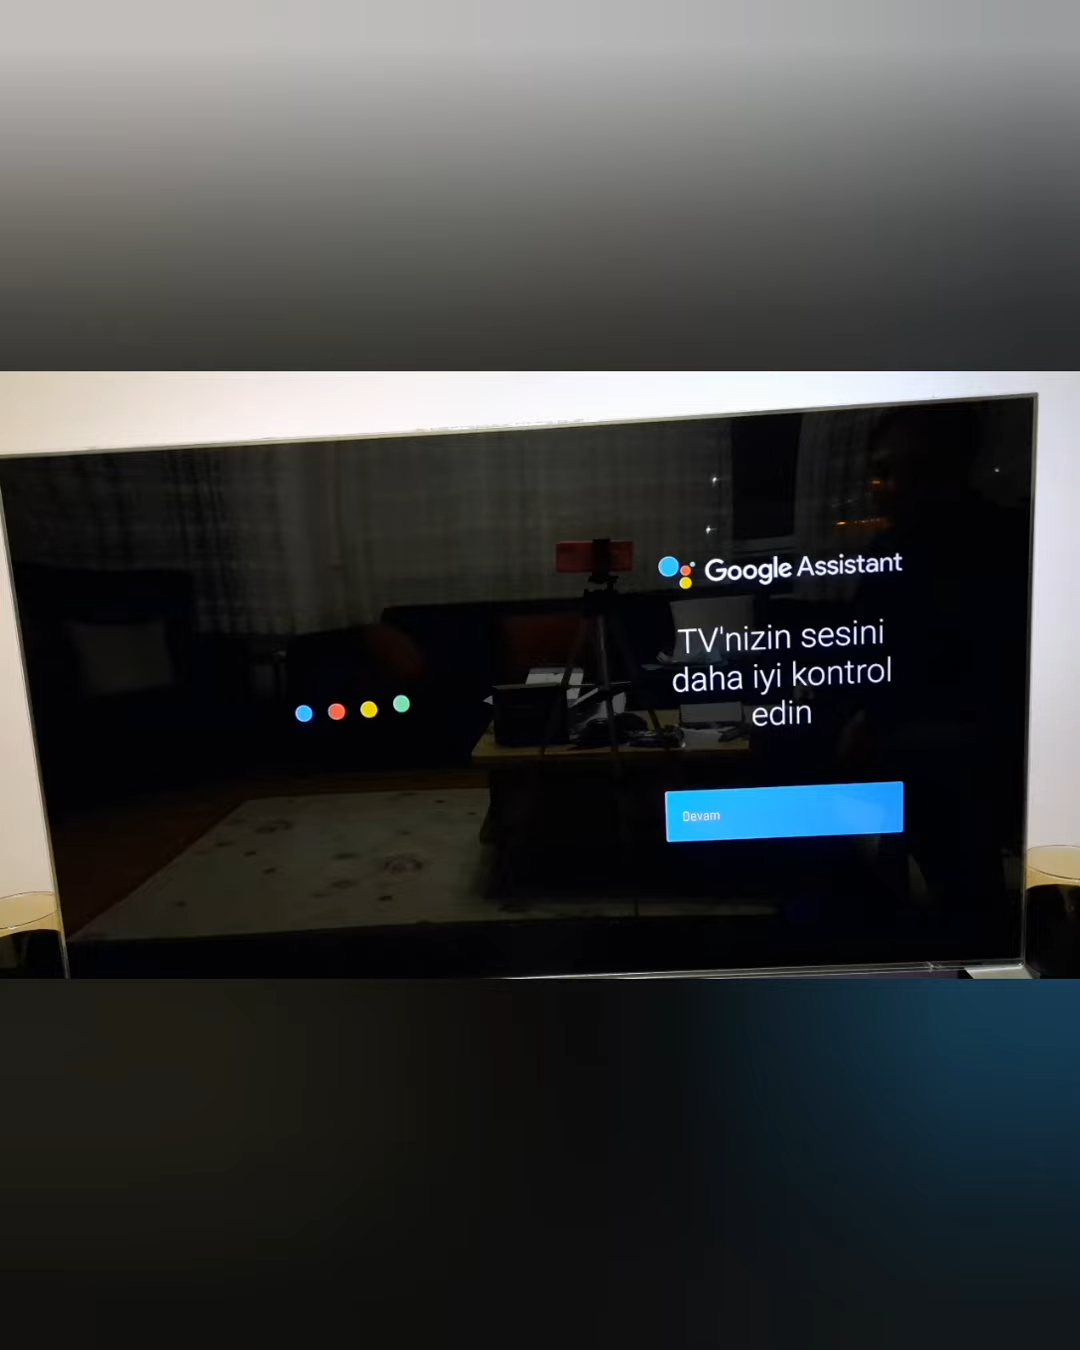 Google Assistant
TV'nizin sesini
daha iyi kontrol
edin
Devam